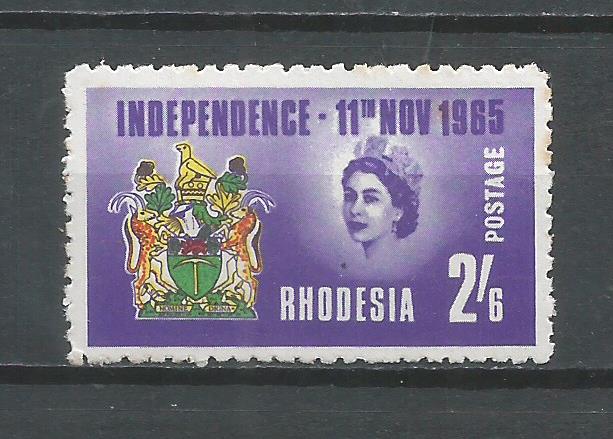 INDEPENDENCE · 11TH NOV 1965
POSTAGE
RHODESIA
2/6